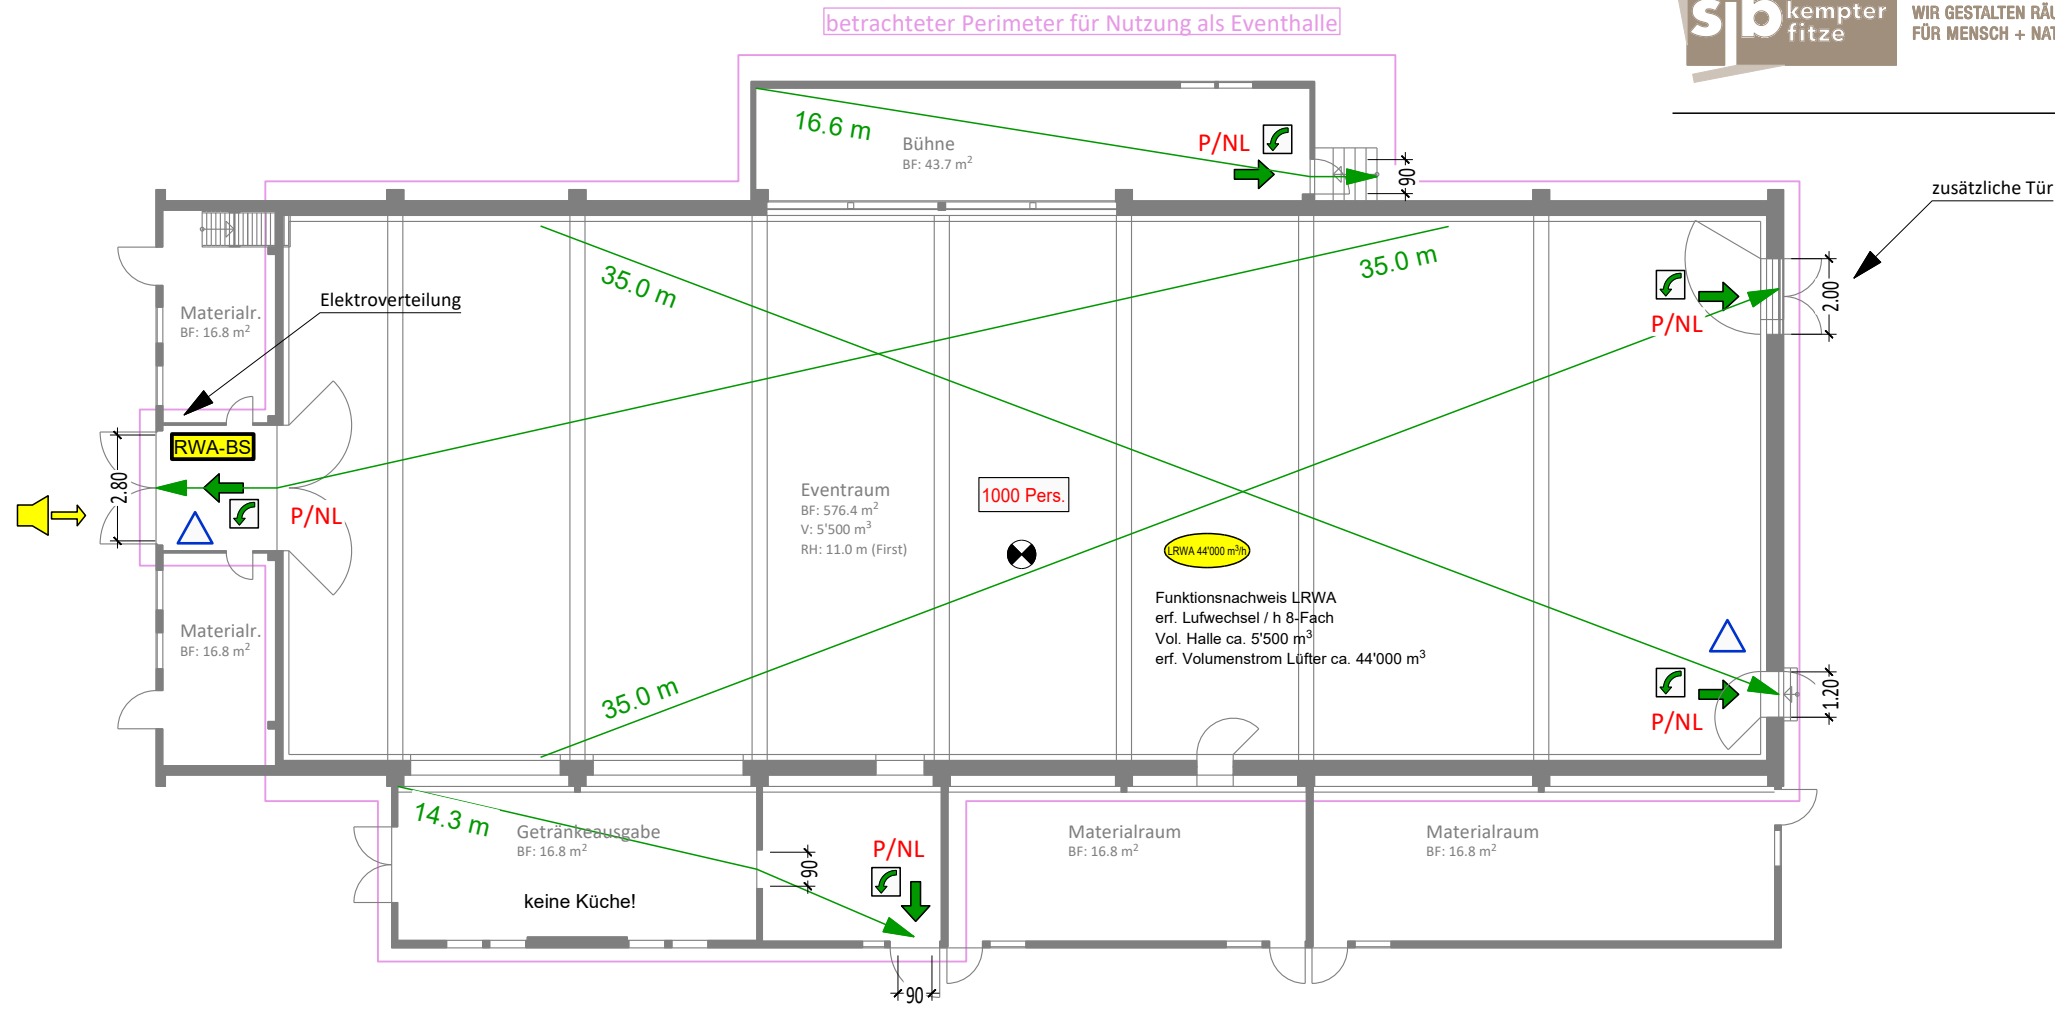 betrachteter Perimeter für Nutzung als Eventhalle
sjb kempter
fitze
WIR GESTALTEN
FÜR MENSCH + 
16.6 m
Bühne
BF: 43.7 m²
P/NL
90
zusätzliche Tür
35.0 m
35.0 m
Materialr.
BF: 16.8 m²
Elektroverteilung
P/NL
2.00
RWA-BS
2.80
P/NL
Eventraum
BF: 576.4 m²
V: 5'500 m³
RH: 11.0 m (First)
1000 Pers.
LRWA 44'000 m³/h
Funktionsnachweis LRWA
erf. Lufwechsel / h 8-Fach
Vol. Halle ca. 5'500 m³
erf. Volumenstrom Lüfter ca. 44'000 m³
Materialr.
BF: 16.8 m²
35.0 m
P/NL
1.20
14.3 m
Getränkeausgabe
BF: 16.8 m²
keine Küche!
90
P/NL
90
Materialraum
BF: 16.8 m²
Materialraum
BF: 16.8 m²